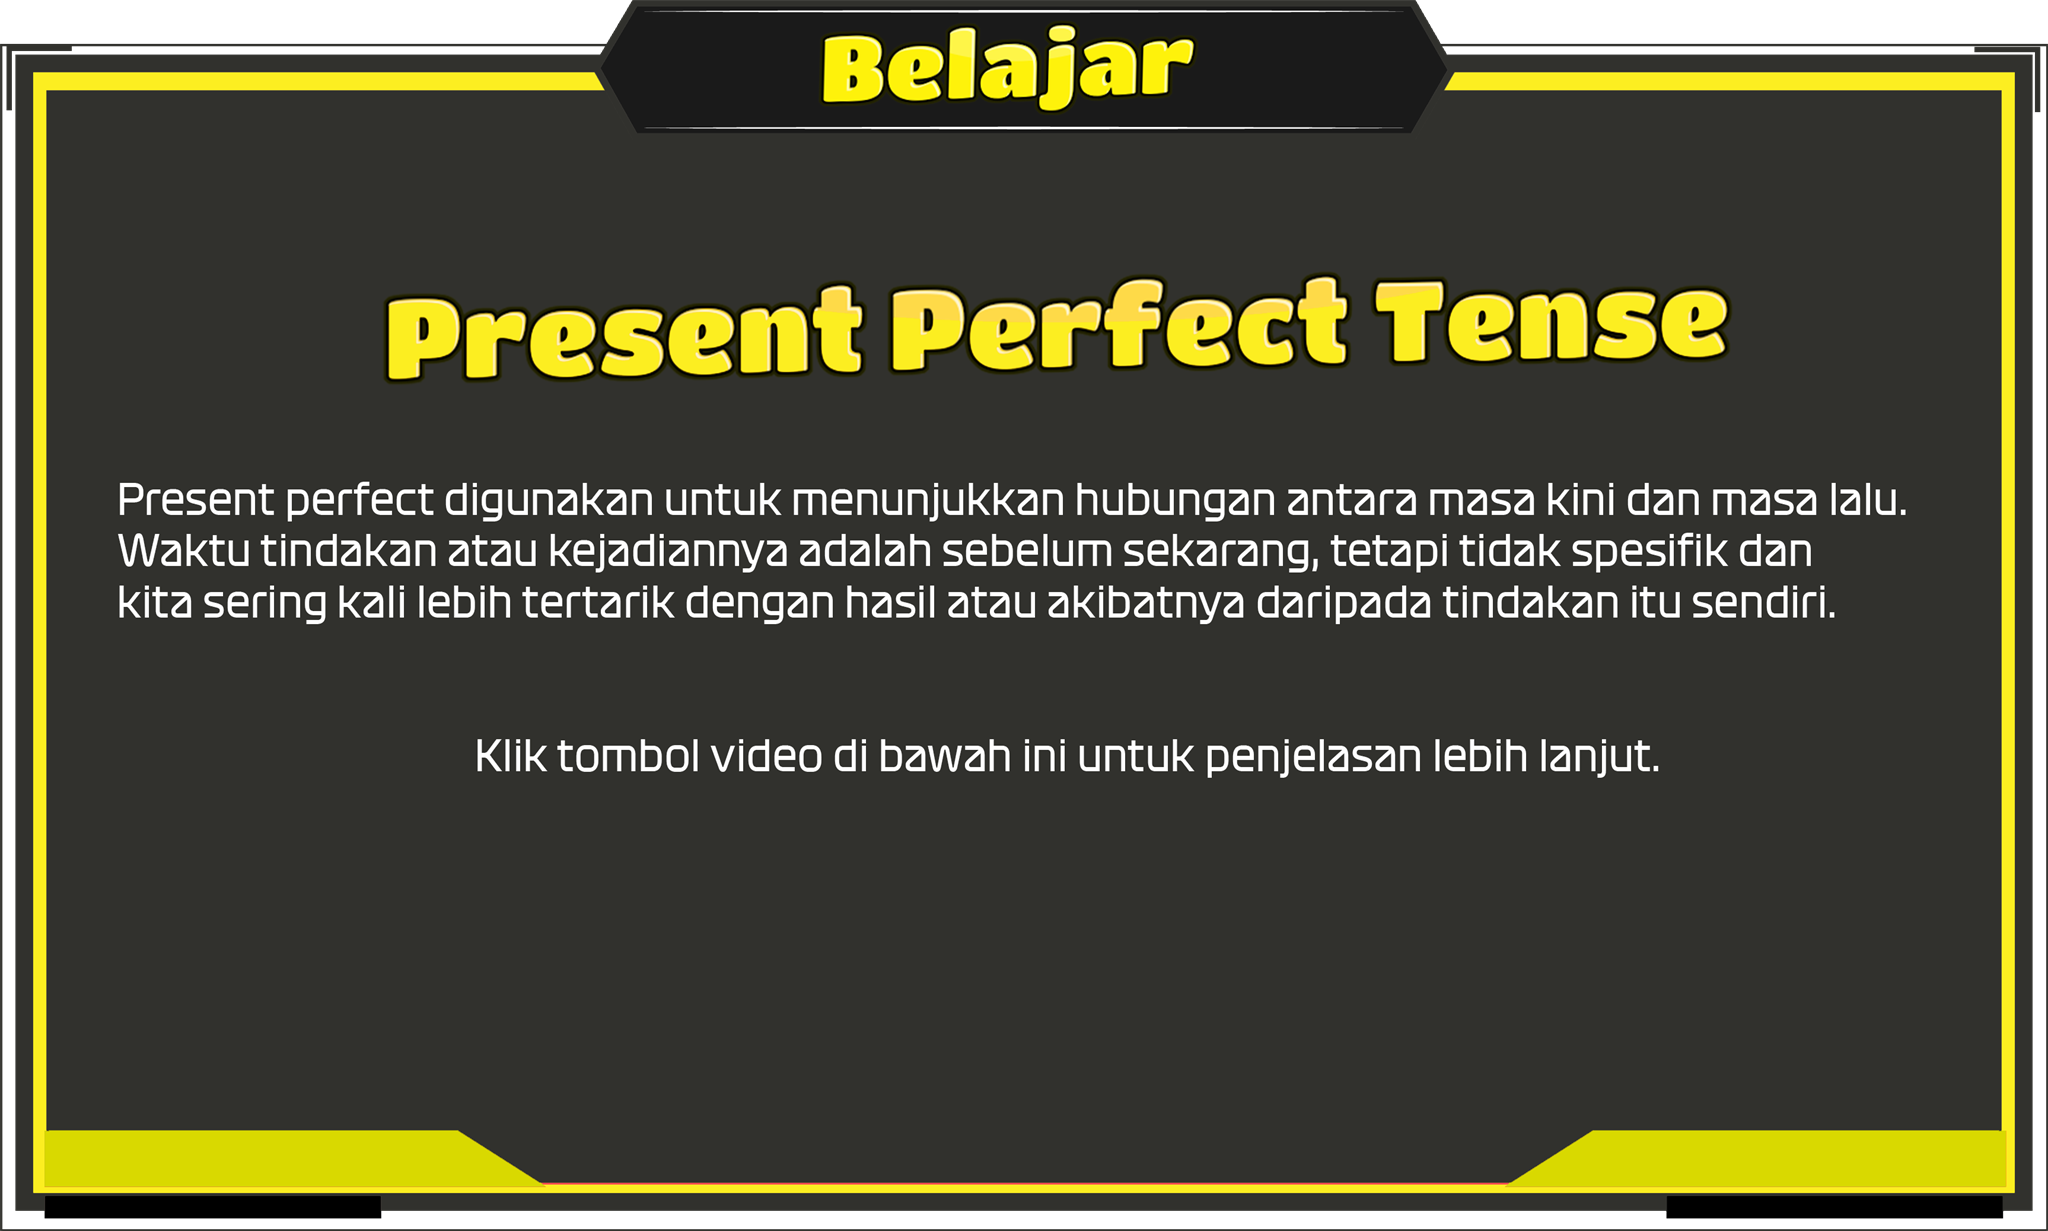 Belajar
Present Perfect Tense
Present perfect digunakan untuk menunjukkan hubungan antara masa kini dan masa lalu.
Waktu tindakan atau kejadiannya adalah sebelum sekarang, tetapi tidak spesifik dan
kita sering kali lebih tertarik dengan hasil atau akibatnya daripada tindakan itu sendiri.
Klik tombol video di bawah ini untuk penjelasan lebih lanjut.